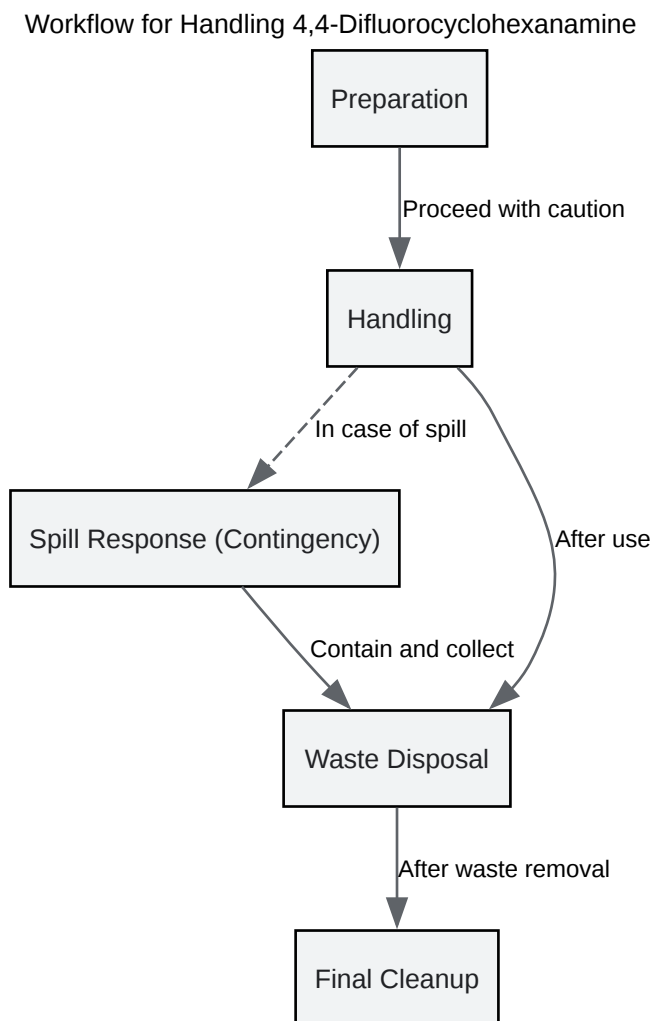 Workflow for Handling 4,4-Difluorocyclohexanamine
Preparation
Proceed with caution
Handling
In case of spill
Spill Response (Contingency)
After use
Contain and collect
Waste Disposal
After waste removal
Final Cleanup